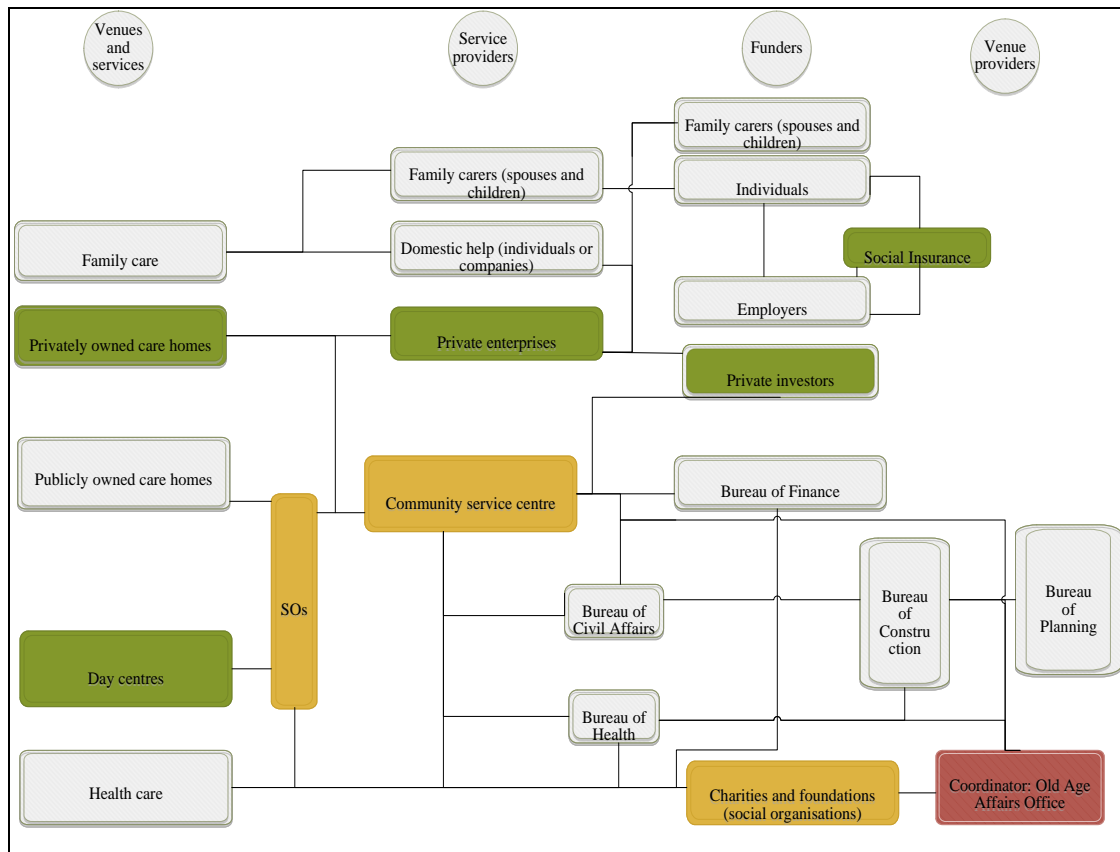 Venues
and
services
Service
providers
Funders
Venue
providers
Family carers (spouses and
children)
Family carers (spouses and
children)
Individuals
Family care
Domestic help (individuals or
companies)
Social Insurance
Employers
Privately owned care homes
Private enterprises
Private investors
Publicly owned care homes
Community service centre
Bureau of Finance
SOs
Bureau of
Civil Affairs
Bureau
of
Constru
ction
Bureau
of
Planning
Day centres
Bureau of
Health
Health care
Charities and foundations
(social organisations)
Coordinator: Old Age
Affairs Office